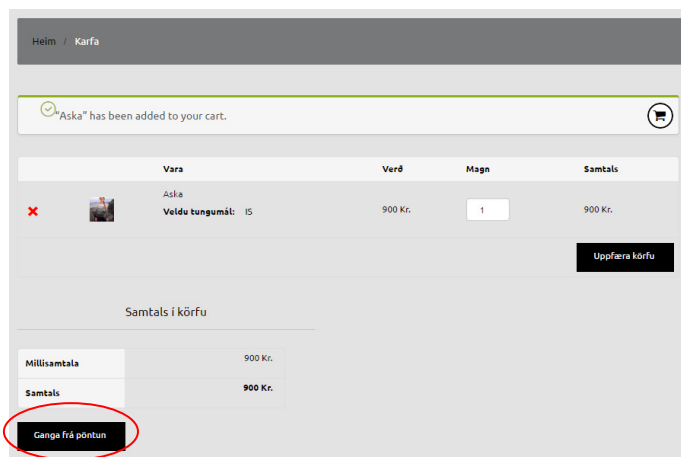 Heim / Karfa
"Aska" has been added to your cart.
Vara Verð Magn Samtals
Aska
Veldu tungumál: IS 900 Kr. 1 900 Kr.
Uppfæra körfu
Samtals í körfu
Millisamtala 900 Kr.
Samtals 900 Kr.
Ganga frá pöntun